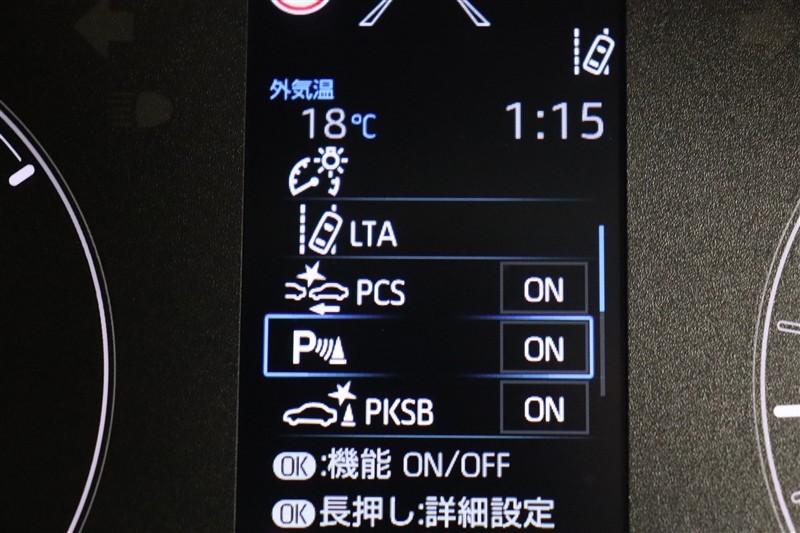 外気温
18℃ 1:15
LTA
PCS ON
P ON
PKSB ON
OK:機能 ON/OFF
OK長押し:詳細設定